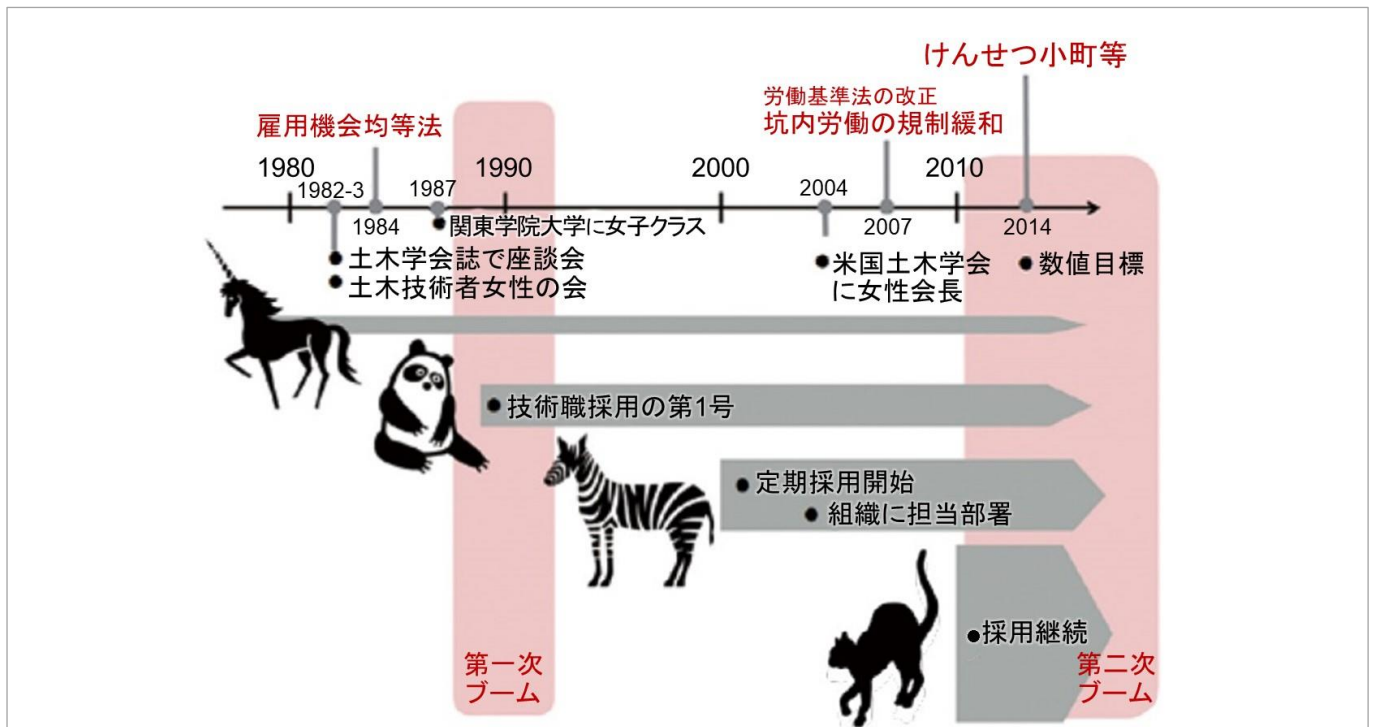 けんせつ小町等
労働基準法の改正
坑内労働の規制緩和
雇用機会均等法
1980
1990
2000
2010
1982-3
1987
2004
1984
2007
2014
●関東学院大学に女子クラス
●土木学会誌で座談会
●土木技術者女性の会
●米国土木学会
に女性会長
●数値目標
●技術職採用の第1号
●定期採用開始
●組織に担当部署
●採用継続
第一次
ブーム
第二次
ブーム